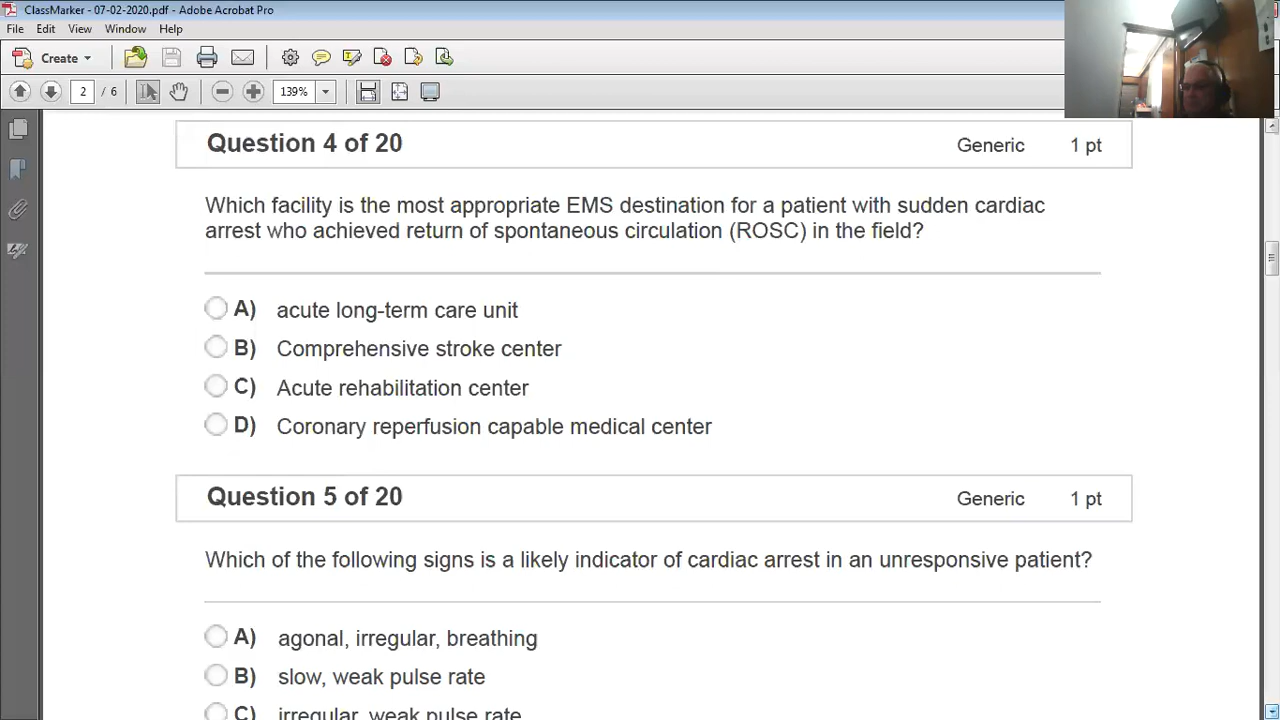 ClassMarker - 07-02-2020.pdf - Adobe Acrobat Pro
File Edit View Window Help
Create
2 / 6 139%
Question 4 of 20 Generic 1 pt
Which facility is the most appropriate EMS destination for a patient with sudden cardiac
arrest who achieved return of spontaneous circulation (ROSC) in the field?
A) acute long-term care unit
B) Comprehensive stroke center
C) Acute rehabilitation center
D) Coronary reperfusion capable medical center
Question 5 of 20 Generic 1 pt
Which of the following signs is a likely indicator of cardiac arrest in an unresponsive patient?
A) agonal, irregular, breathing
B) slow, weak pulse rate
C) irregular, weak pulse rate